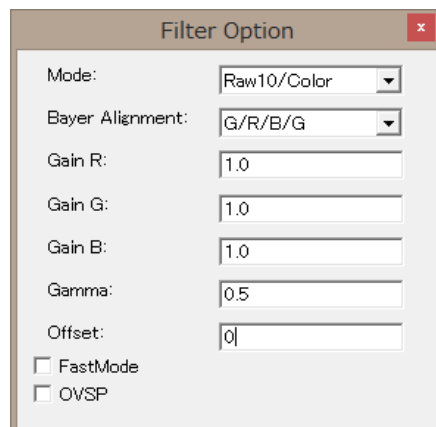 Filter Option
x
Mode: Raw10/Color
Bayer Alignment: G/R/B/G
Gain R: 1.0
Gain G: 1.0
Gain B: 1.0
Gamma: 0.5
Offset: 0
FastMode
OVSP